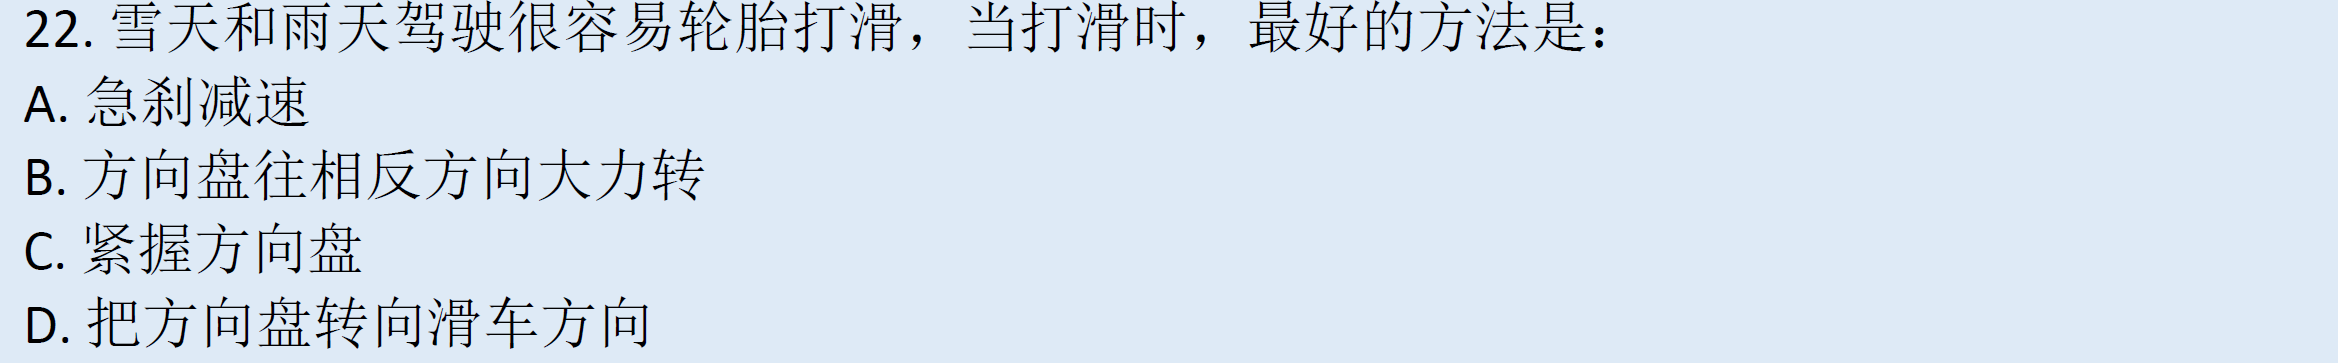 22. 雪天和雨天驾驶很容易轮胎打滑，当打滑时，最好的方法是：
A. 急刹减速
B. 方向盘往相反方向大力转
C. 紧握方向盘
D. 把方向盘转向滑车方向